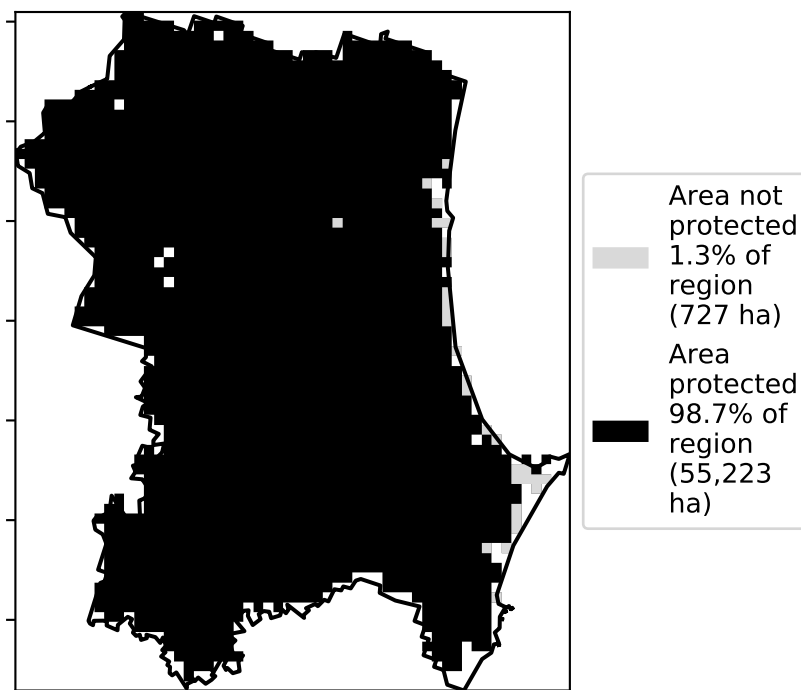 Area not
protected
1.3% of
region
(727 ha)
Area
protected
98.7% of
region
(55,223
ha)